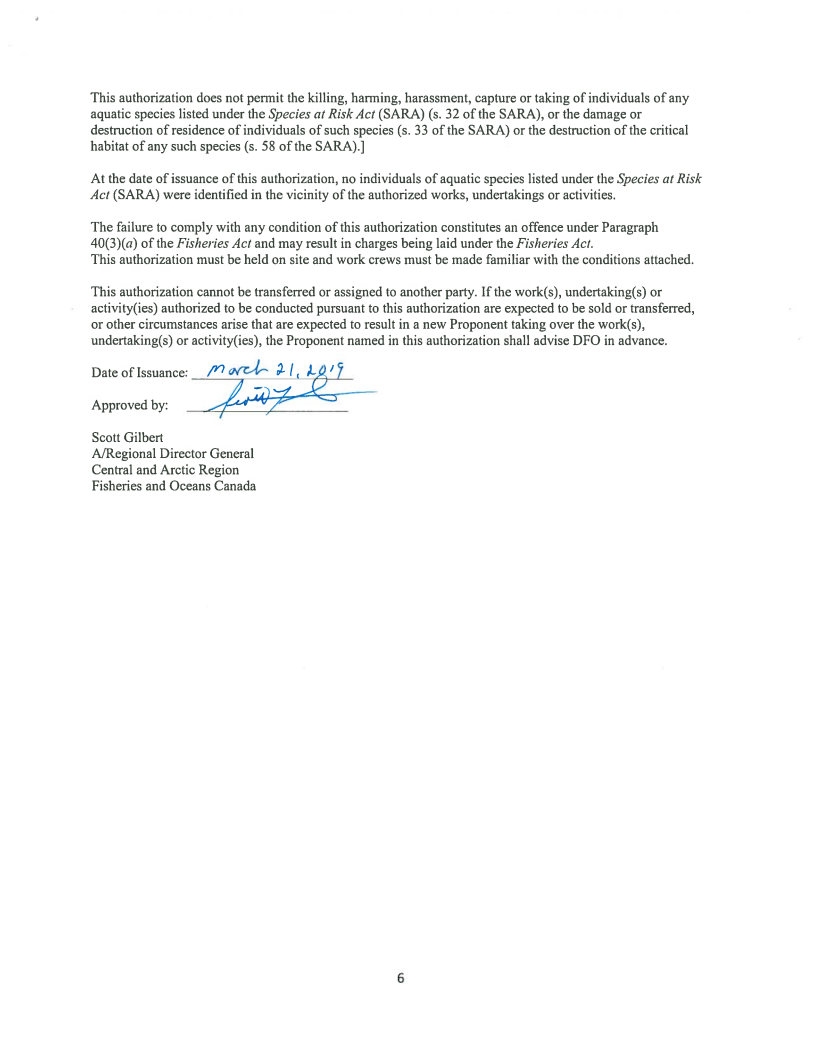 This authorization does not permit the killing, harming, harassment, capture or taking of individuals of any
aquatic species listed under the Species at Risk Act (SARA) (s. 32 of the SARA), or the damage or
destruction of residence of individuals of such species (s. 33 of the SARA) or the destruction of the critical
habitat of any such species (s. 58 of the SARA).]
At the date of issuance of this authorization, no individuals of aquatic species listed under the Species at Risk
Act (SARA) were identified in the vicinity of the authorized works, undertakings or activities.
The failure to comply with any condition of this authorization constitutes an offence under Paragraph
40(3)(a) of the Fisheries Act and may result in charges being laid under the Fisheries Act.
This authorization must be held on site and work crews must be made familiar with the conditions attached.
This authorization cannot be transferred or assigned to another party. If the work(s), undertaking(s) or
activity(ies) authorized to be conducted pursuant to this authorization are expected to be sold or transferred,
or other circumstances arise that are expected to result in a new Proponent taking over the work(s),
undertaking(s) or activity(ies), the Proponent named in this authorization shall advise DFO in advance.
Date of Issuance: March 21, 2019
Approved by:
Scott Gilbert
A/Regional Director General
Central and Arctic Region
Fisheries and Oceans Canada
6